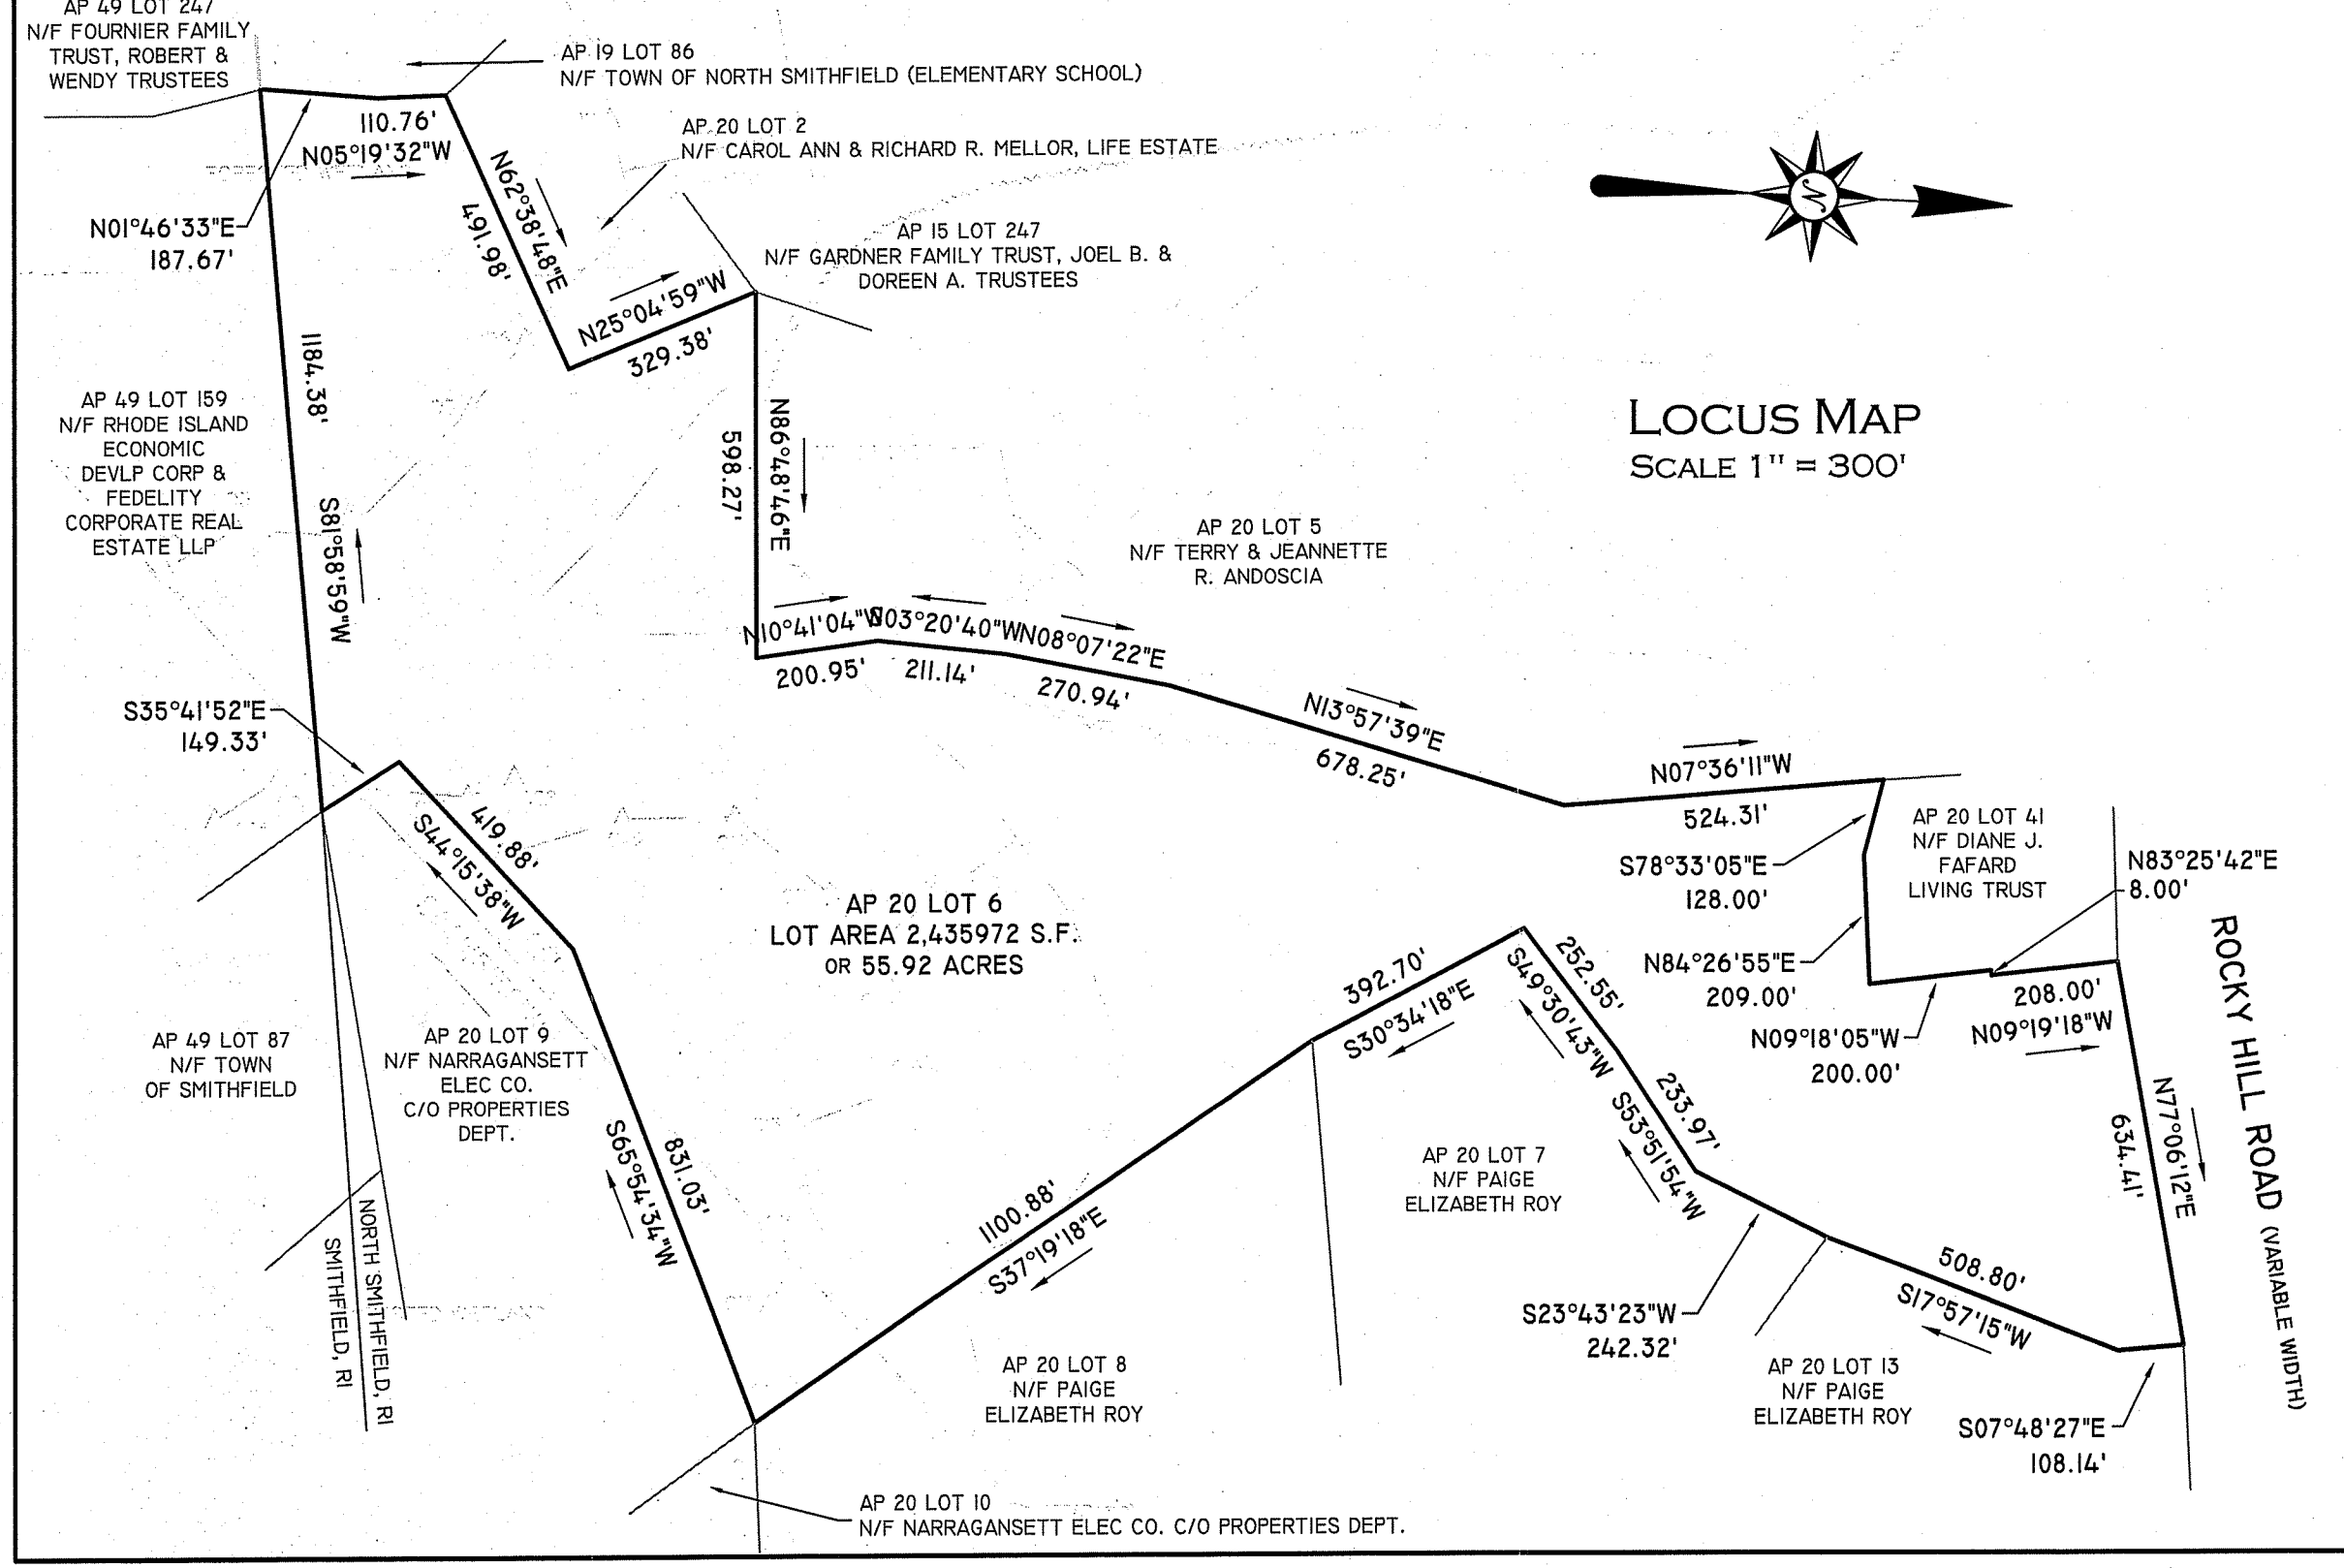 AP 49 LOT 247
N/F FOURNIER FAMILY
TRUST, ROBERT &
WENDY TRUSTEES
AP 19 LOT 86
N/F TOWN OF NORTH SMITHFIELD (ELEMENTARY SCHOOL)
110.76'
N05°19'32"W
N01°46'33"E
187.67'
AP 20 LOT 2
N/F CAROL ANN & RICHARD R. MELLOR, LIFE ESTATE
N62°38'48"E
491.98'
N25°04'59"W
329.38'
AP 15 LOT 247
N/F GARDNER FAMILY TRUST, JOEL B. &
DOREEN A. TRUSTEES
N
LOCUS MAP
SCALE 1" = 300'
1184.38'
S81°58'59"W
AP 49 LOT 159
N/F RHODE ISLAND
ECONOMIC
DEVLP CORP &
FEDELITY
CORPORATE REAL
ESTATE LLP
N86°48'46"E
598.27'
AP 20 LOT 5
N/F TERRY & JEANNETTE
R. ANDOSCIA
N10°41'04"W
200.95'
S03°20'40"W
211.14'
N08°07'22"E
270.94'
N13°57'39"E
678.25'
N07°36'11"W
524.31'
S35°41'52"E
149.33'
419.88'
S44°15'38"W
AP 20 LOT 6
LOT AREA 2,435972 S.F.
OR 55.92 ACRES
S78°33'05"E
128.00'
AP 20 LOT 41
N/F DIANE J.
FAFARD
LIVING TRUST
N83°25'42"E
8.00'
N84°26'55"E
209.00'
N09°18'05"W
200.00'
208.00'
N09°19'18"W
ROCKY HILL ROAD (VARIABLE WIDTH)
N77°06'12"E
634.41'
392.70'
S30°34'18"E
252.55'
S49°30'43"W
233.97'
S53°51'54"W
AP 49 LOT 87
N/F TOWN
OF SMITHFIELD
AP 20 LOT 9
N/F NARRAGANSETT
ELEC CO.
C/O PROPERTIES
DEPT.
831.03'
S65°54'34"W
NORTH SMITHFIELD, RI
SMITHFIELD, RI
1100.88'
S37°19'18"E
AP 20 LOT 7
N/F PAIGE
ELIZABETH ROY
S23°43'23"W
242.32'
508.80'
S17°57'15"W
AP 20 LOT 8
N/F PAIGE
ELIZABETH ROY
AP 20 LOT 13
N/F PAIGE
ELIZABETH ROY
S07°48'27"E
108.14'
AP 20 LOT 10
N/F NARRAGANSETT ELEC CO. C/O PROPERTIES DEPT.